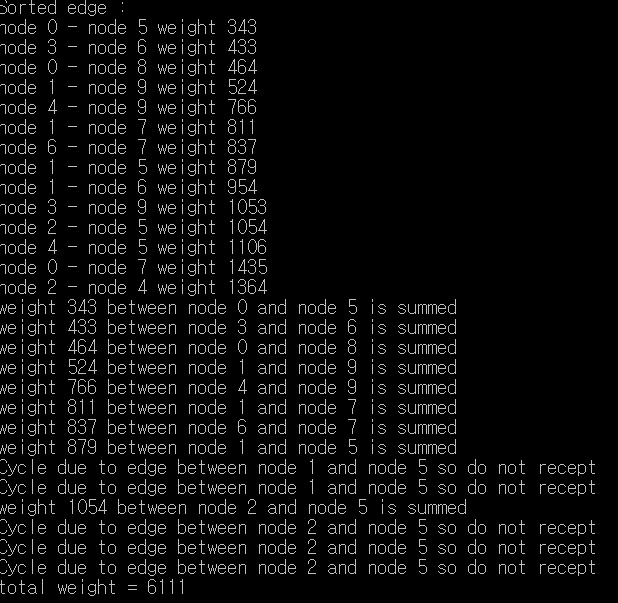 Sorted edge :
node 0 - node 5 weight 343
node 3 - node 6 weight 433
node 0 - node 8 weight 464
node 1 - node 9 weight 524
node 4 - node 9 weight 766
node 1 - node 7 weight 811
node 6 - node 7 weight 837
node 1 - node 5 weight 879
node 1 - node 6 weight 954
node 3 - node 9 weight 1053
node 2 - node 5 weight 1054
node 4 - node 5 weight 1106
node 0 - node 7 weight 1435
node 2 - node 4 weight 1364
weight 343 between node 0 and node 5 is summed
weight 433 between node 3 and node 6 is summed
weight 464 between node 0 and node 8 is summed
weight 524 between node 1 and node 9 is summed
weight 766 between node 4 and node 9 is summed
weight 811 between node 1 and node 7 is summed
weight 837 between node 6 and node 7 is summed
weight 879 between node 1 and node 5 is summed
Cycle due to edge between node 1 and node 5 so do not recept
Cycle due to edge between node 1 and node 5 so do not recept
weight 1054 between node 2 and node 5 is summed
Cycle due to edge between node 2 and node 5 so do not recept
Cycle due to edge between node 2 and node 5 so do not recept
Cycle due to edge between node 2 and node 5 so do not recept
total weight = 6111